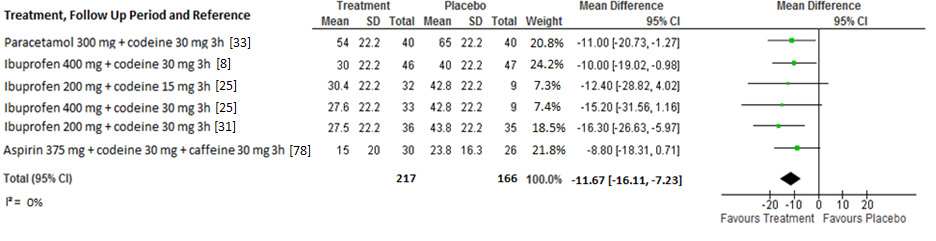 Treatment Placebo Mean Difference Mean Difference
Treatment, Follow Up Period and Reference Mean SD Total Mean SD Total Weight 95% CI 95% CI
Paracetamol 300 mg + codeine 30 mg 3h [33] 54 22.2 40 65 22.2 40 20.8% -11.00 (-20.73, -1.27)
Ibuprofen 400 mg + codeine 30 mg 3h [8] 30 22.2 46 40 22.2 47 24.2% -10.00 (-19.02, -0.98)
Ibuprofen 200 mg + codeine 15 mg 3h [25] 30.4 22.2 32 42.8 22.2 9 7.3% -12.40 (-28.82, 4.02)
Ibuprofen 400 mg + codeine 30 mg 3h [25] 27.6 22.2 33 42.8 22.2 9 7.4% -15.20 (-31.56, 1.16)
Ibuprofen 200 mg + codeine 30 mg 3h [31] 27.5 22.2 36 43.8 22.2 35 18.5% -16.30 (-26.63, -5.97)
Aspirin 375 mg + codeine 30 mg + caffeine 30 mg 3h [78] 15 20 30 23.8 16.3 26 21.8% -8.80 (-18.31, 0.71)
Total (95% CI) 217 166 100.0% -11.67 (-16.11, -7.23)
I² = 0%
-20 -10 0 10 20
Favours Treatment Favours Placebo